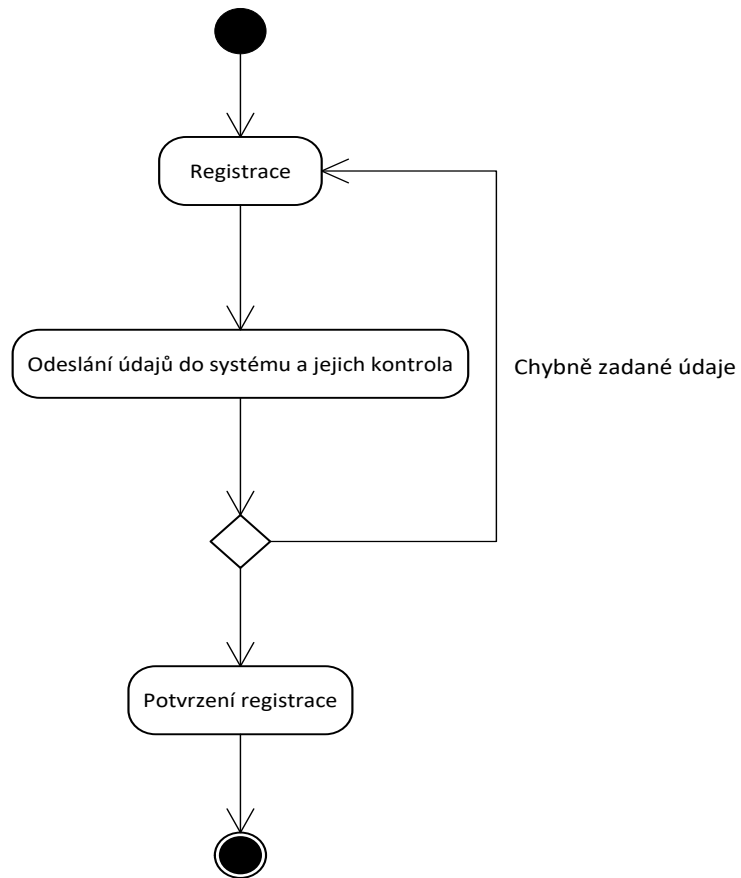 Registrace
Odeslání údajů do systému a jejich kontrola
Chybně zadané údaje
Potvrzení registrace